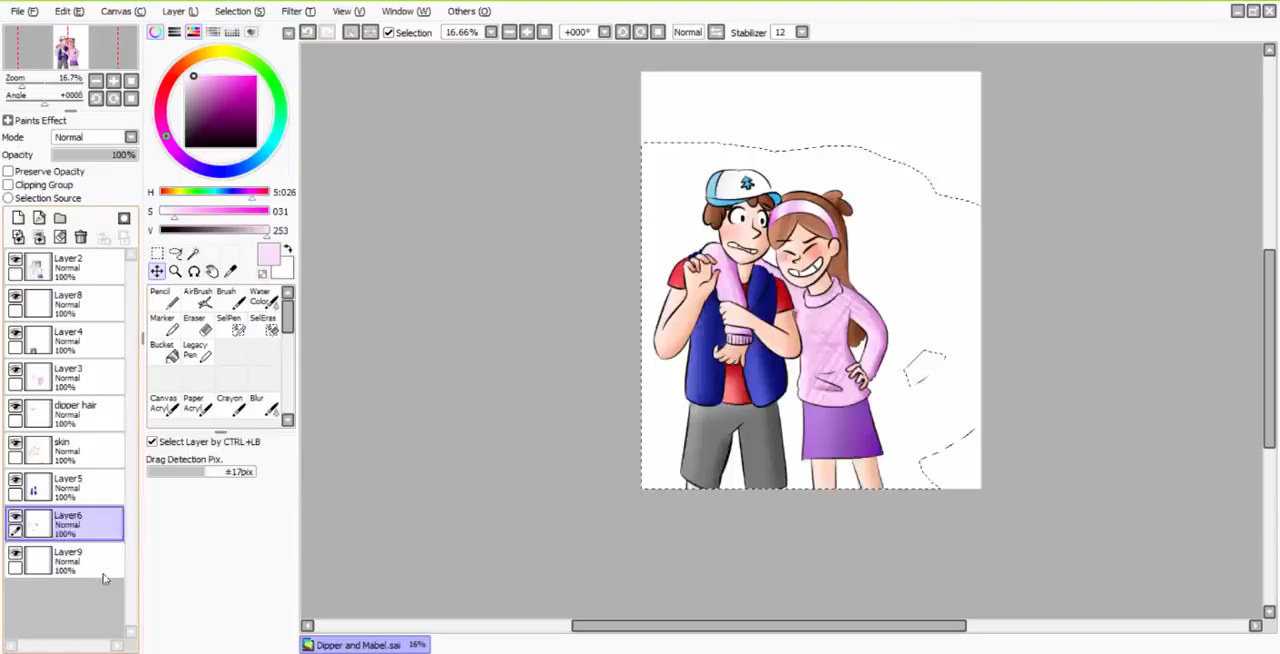 File (F) Edit (E) Canvas (C) Layer (L) Selection (S) Filter (T) View (V) Window (W) Others (O)
Selection 16.66% +000° Normal Stabilizer 12
Zoom 16.7%
Angle +000δ
Paints Effect
Mode Normal
Opacity 100%
Preserve Opacity
Clipping Group
Selection Source
Layer2
Normal
100%
Layer8
Normal
100%
Layer4
Normal
100%
Layer3
Normal
100%
dipper hair
Normal
100%
skin
Normal
100%
Layer5
Normal
100%
Layer6
Normal
100%
Layer9
Normal
100%
H 5:026
S 031
V 253
Pencil AirBrush Brush Water Color
Marker Eraser SelPen SelEras
Bucket Legacy Pen
Canvas Acryl Paper Acryl Crayon Blur
Select Layer by CTRL+LB
Drag Detection Pix.
±17pix
Dipper and Mabel.sai 16%